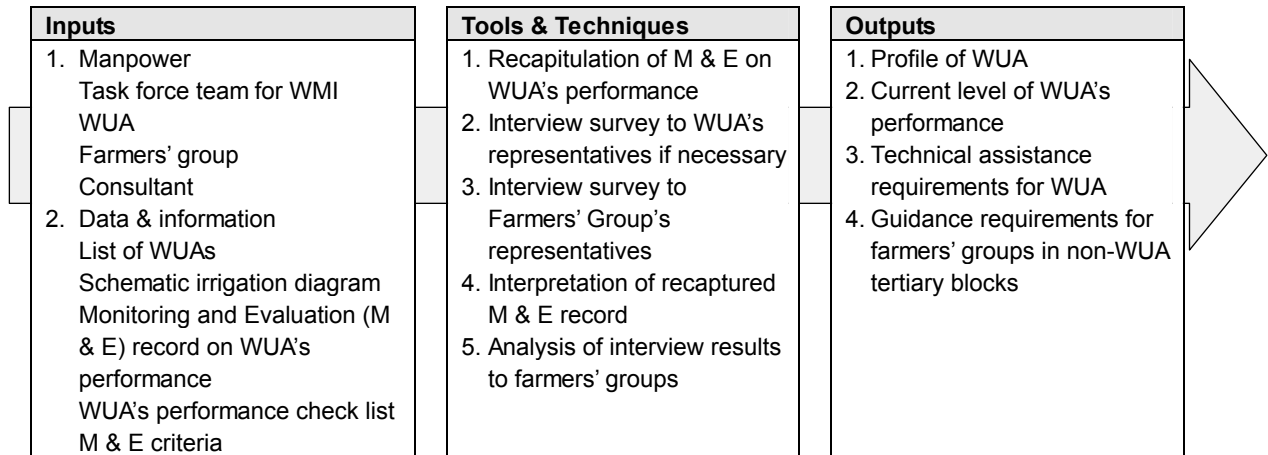 Inputs
1. Manpower
Task force team for WMI
WUA
Farmers' group
Consultant
2. Data & information
List of WUAs
Schematic irrigation diagram
Monitoring and Evaluation (M
& E) record on WUA's
performance
WUA's performance check list
M & E criteria
Tools & Techniques
1. Recapitulation of M & E on
WUA's performance
2. Interview survey to WUA's
representatives if necessary
3. Interview survey to
Farmers' Group's
representatives
4. Interpretation of recaptured
M & E record
5. Analysis of interview results
to farmers' groups
Outputs
1. Profile of WUA
2. Current level of WUA's
performance
3. Technical assistance
requirements for WUA
4. Guidance requirements for
farmers' groups in non-WUA
tertiary blocks